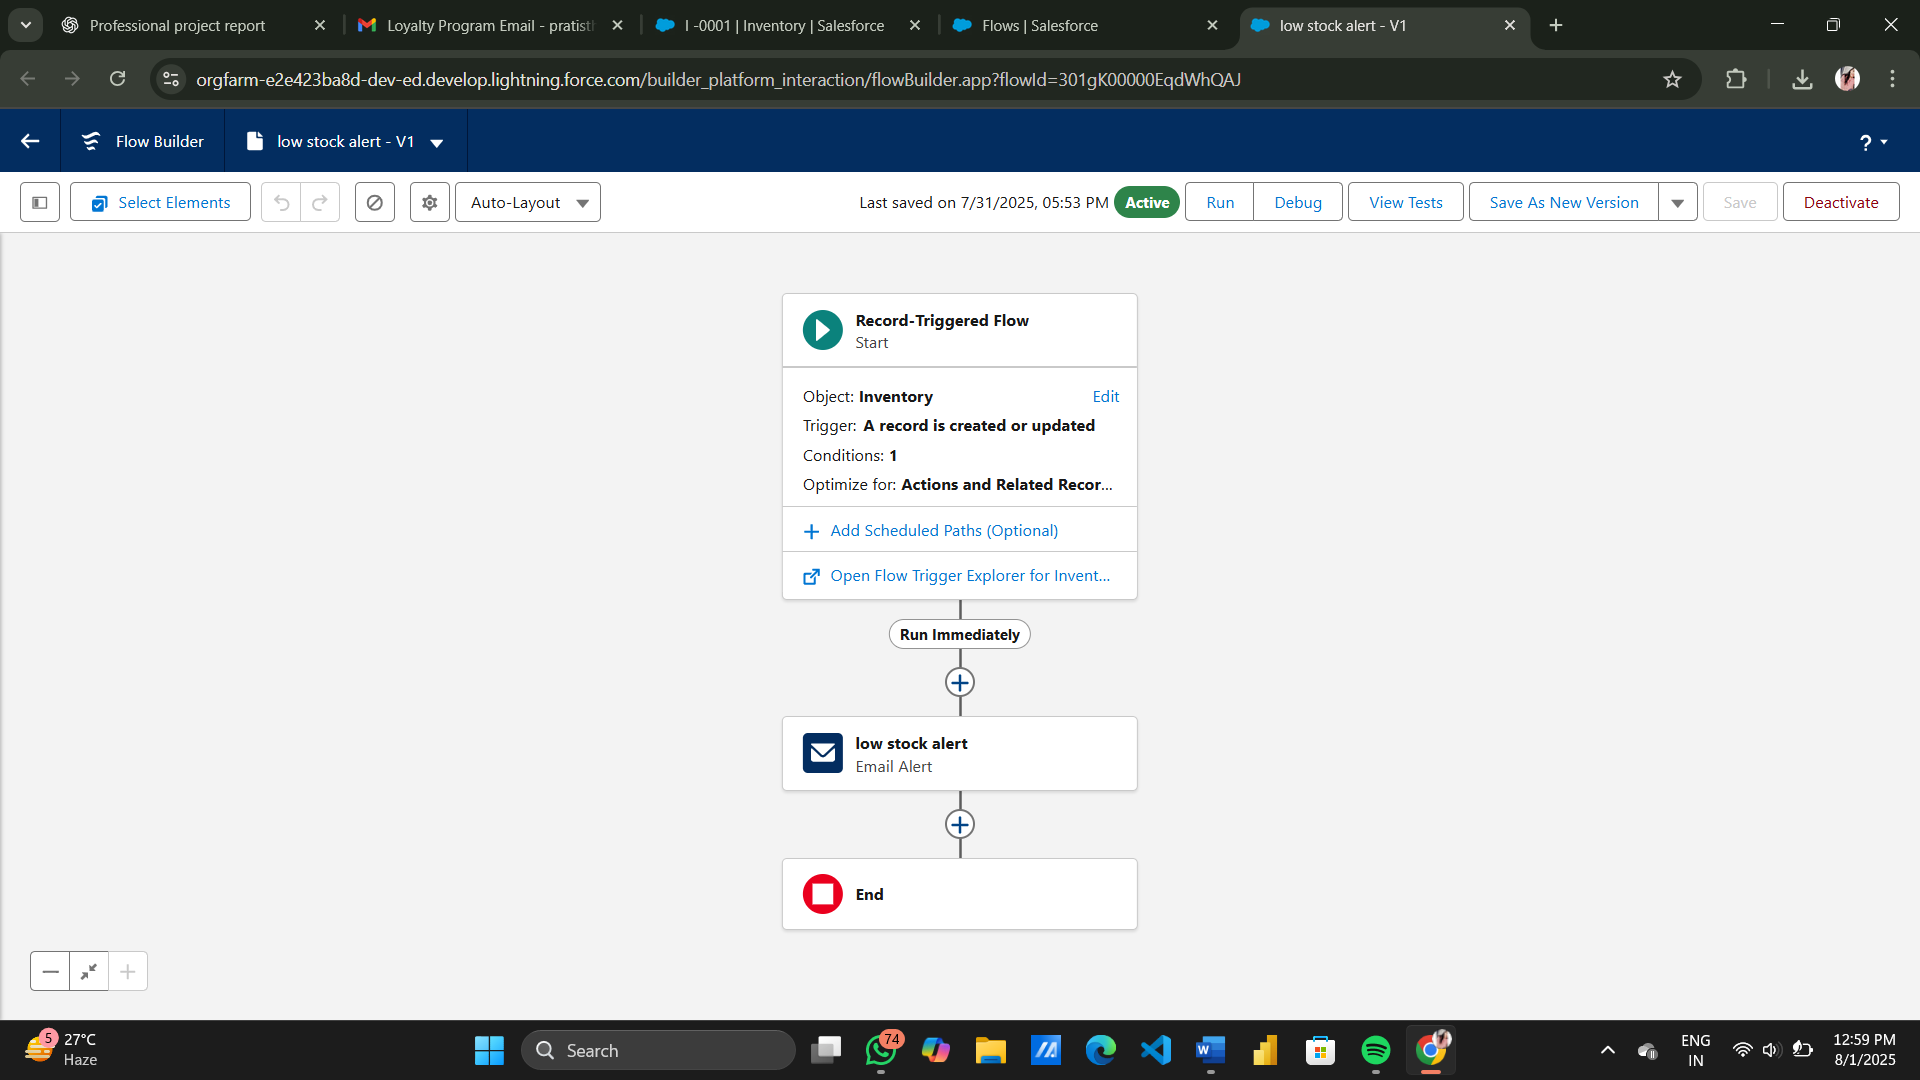 Professional project report
Loyalty Program Email - pratisth
I -0001 | Inventory | Salesforce
Flows | Salesforce
low stock alert - V1
orgfarm-e2e423ba8d-dev-ed.develop.lightning.force.com/builder_platform_interaction/flowBuilder.app?flowId=301gK00000EqdWhQAJ
Flow Builder
low stock alert - V1
?
Select Elements
Auto-Layout
Last saved on 7/31/2025, 05:53 PM
Active
Run
Debug
View Tests
Save As New Version
Save
Deactivate
Record-Triggered Flow
Start
Object: Inventory
Edit
Trigger: A record is created or updated
Conditions: 1
Optimize for: Actions and Related Recor...
Add Scheduled Paths (Optional)
Open Flow Trigger Explorer for Invent...
Run Immediately
low stock alert
Email Alert
End
5
27°C
Haze
Search
74
ENG
IN
12:59 PM
8/1/2025